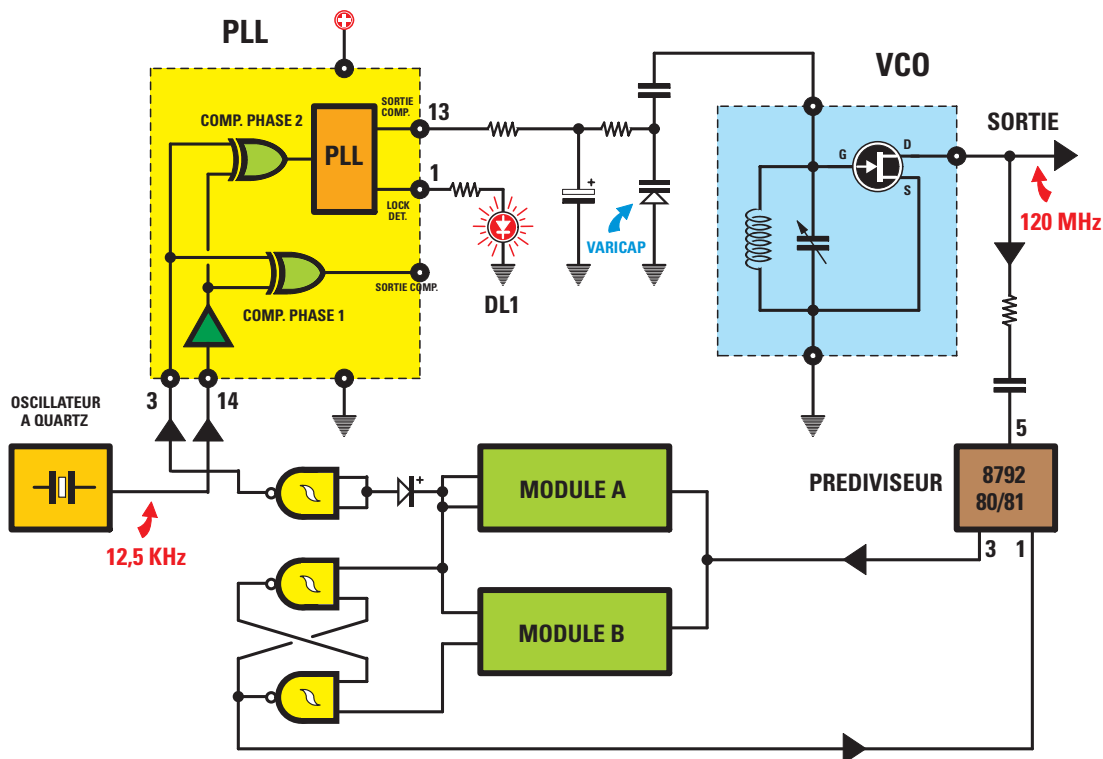 PLL
VCO
COMP. PHASE 2
PLL
SORTIE
COMP.
13
1
LOCK
DET.
COMP. PHASE 1
SORTIE COMP.
+
VARICAP
DL1
G
D
S
SORTIE
120 MHz
3
14
OSCILLATEUR
A QUARTZ
12,5 KHz
+
MODULE A
MODULE B
5
PREDIVISEUR
8792
80/81
3
1